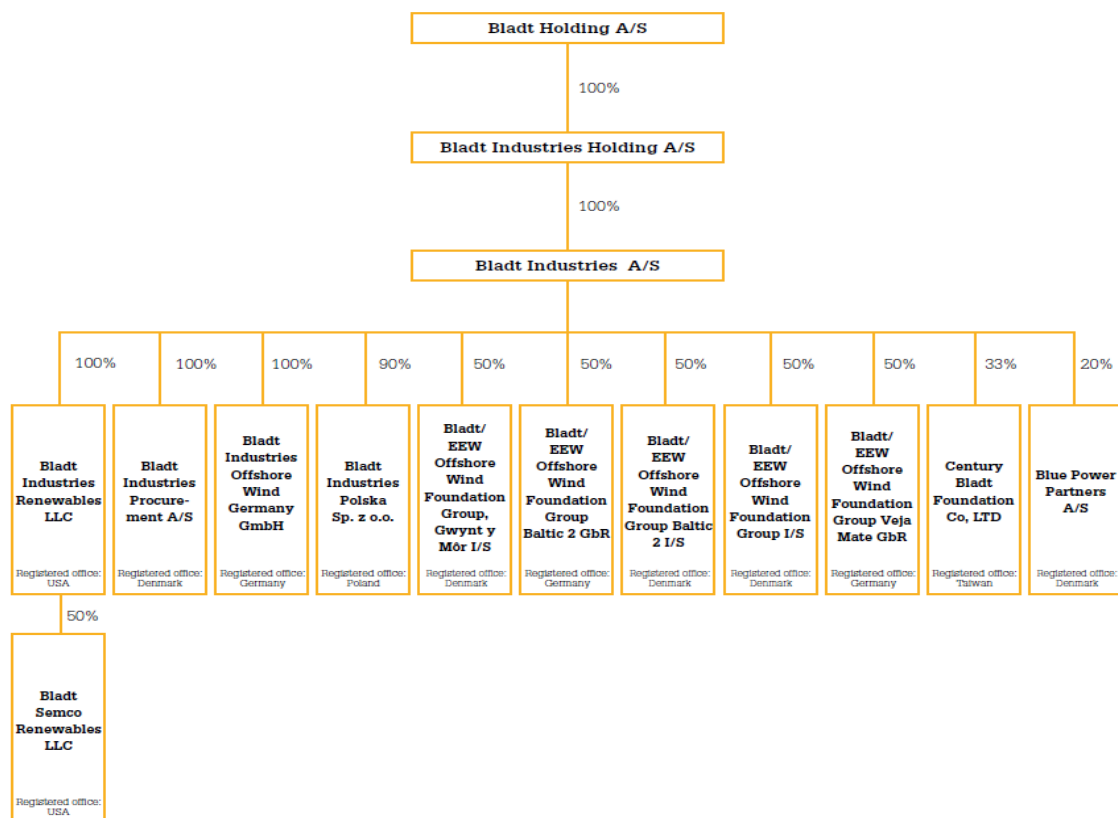 Bladt Holding A/S
100%
Bladt Industries Holding A/S
100%
Bladt Industries A/S
100%
100%
100%
90%
50%
50%
50%
50%
50%
33%
20%
Bladt
Industries
Renewables
LLC
Registered office:
USA
Bladt
Industries
Procure-
ment A/S
Registered office:
Denmark
Bladt
Industries
Offshore
Wind
Germany
GmbH
Registered office:
Germany
Bladt
Industries
Polska
Sp. z o.o.
Registered office:
Poland
Bladt/
EEW
Offshore
Wind
Foundation
Group,
Gwynt y
Môr I/S
Registered office:
Denmark
Bladt/
EEW
Offshore
Wind
Foundation
Group
Baltic 2 GbR
Registered office:
Germany
Bladt/
EEW
Offshore
Wind
Foundation
Group Baltic
2 I/S
Registered office:
Denmark
Bladt/
EEW
Offshore
Wind
Foundation
Group I/S
Registered office:
Denmark
Bladt/
EEW
Offshore
Wind
Foundation
Group Veja
Mate GbR
Registered office:
Germany
Century
Bladt
Foundation
Co, LTD
Registered office:
Taiwan
Blue Power
Partners
A/S
Registered office:
Denmark
50%
Bladt
Semco
Renewables
LLC
Registered office:
USA